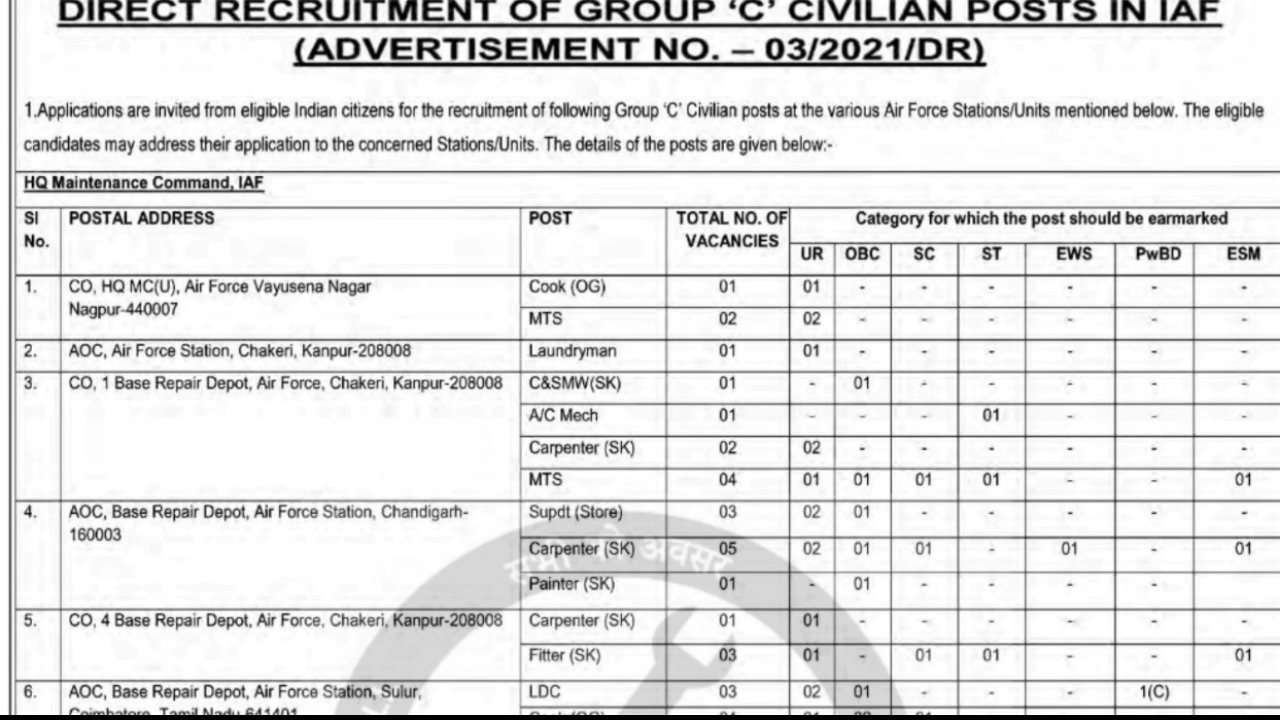 DIRECT RECRUITMENT OF GROUP ‘C’ CIVILIAN POSTS IN IAF
(ADVERTISEMENT NO. – 03/2021/DR)
1.Applications are invited from eligible Indian citizens for the recruitment of following Group ‘C’ Civilian posts at the various Air Force Stations/Units mentioned below. The eligible
candidates may address their application to the concerned Stations/Units. The details of the posts are given below:-
HQ Maintenance Command, IAF
Sl No. POSTAL ADDRESS POST TOTAL NO. OF VACANCIES Category for which the post should be earmarked
UR OBC SC ST EWS PwBD ESM
1. CO, HQ MC(U), Air Force Vayusena Nagar Cook (OG) 01 01 - - - - - -
Nagpur-440007 MTS 02 02 - - - - - -
2. AOC, Air Force Station, Chakeri, Kanpur-208008 Laundryman 01 01 - - - - - -
3. CO, 1 Base Repair Depot, Air Force, Chakeri, Kanpur-208008 C&SMW(SK) 01 - 01 - - - - -
A/C Mech 01 - - - 01 - - -
Carpenter (SK) 02 02 - - - - - -
MTS 04 01 01 01 01 - - 01
4. AOC, Base Repair Depot, Air Force Station, Chandigarh- Supdt (Store) 03 02 01 - - - - -
160003
Carpenter (SK) 05 02 01 01 - 01 - 01
Painter (SK) 01 - 01 - - - - -
5. CO, 4 Base Repair Depot, Air Force, Chakeri, Kanpur-208008 Carpenter (SK) 01 01 - - - - - -
Fitter (SK) 03 01 - 01 01 - - 01
6. AOC, Base Repair Depot, Air Force Station, Sulur, LDC 03 02 01 - - - 1(C) -
Coimbatore, Tamil Nadu-641401
अवसर